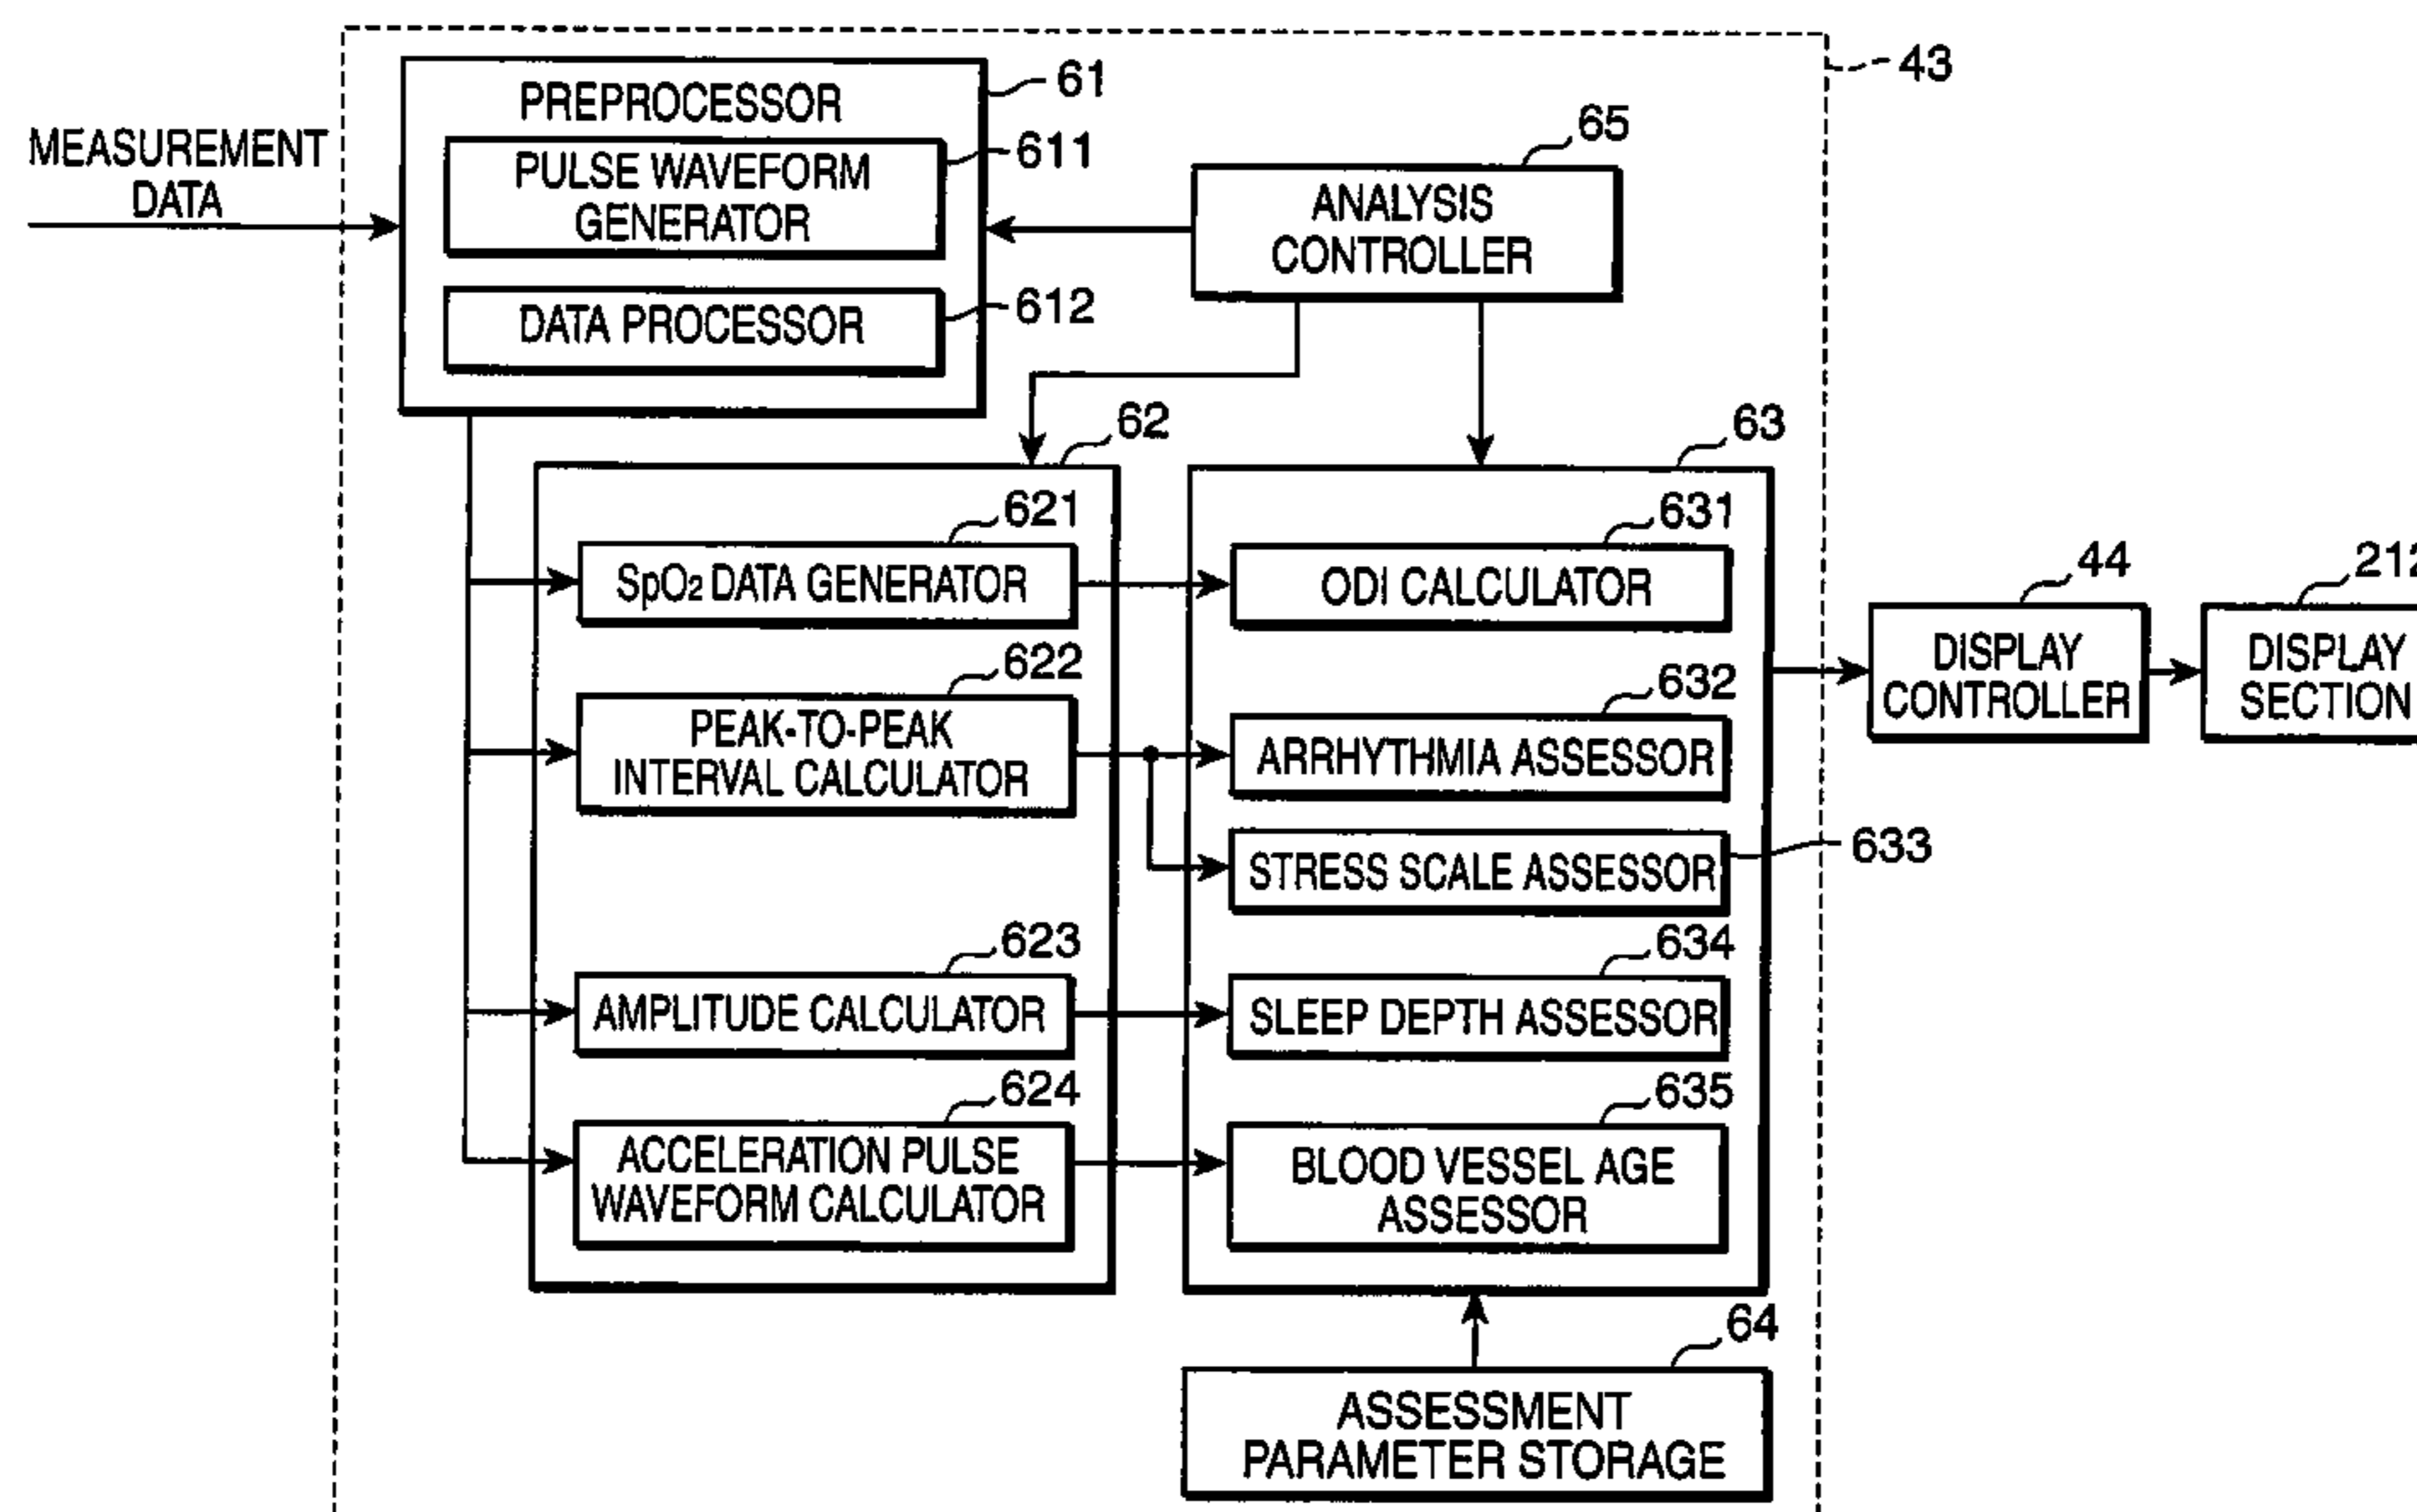 43
PREPROCESSOR
61
MEASUREMENT
DATA
PULSE WAVEFORM
GENERATOR
611
65
ANALYSIS
CONTROLLER
DATA PROCESSOR
612
62
63
621
SpO2 DATA GENERATOR
631
ODI CALCULATOR
44
DISPLAY
CONTROLLER
212
DISPLAY
SECTION
622
PEAK-TO-PEAK
INTERVAL CALCULATOR
632
ARRHYTHMIA ASSESSOR
STRESS SCALE ASSESSOR
633
623
AMPLITUDE CALCULATOR
634
SLEEP DEPTH ASSESSOR
624
ACCELERATION PULSE
WAVEFORM CALCULATOR
635
BLOOD VESSEL AGE
ASSESSOR
64
ASSESSMENT
PARAMETER STORAGE